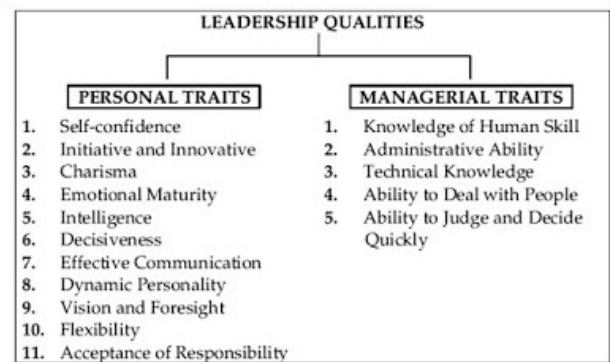 LEADERSHIP QUALITIES
PERSONAL TRAITS
1. Self-confidence
2. Initiative and Innovative
3. Charisma
4. Emotional Maturity
5. Intelligence
6. Decisiveness
7. Effective Communication
8. Dynamic Personality
9. Vision and Foresight
10. Flexibility
11. Acceptance of Responsibility
MANAGERIAL TRAITS
1. Knowledge of Human Skill
2. Administrative Ability
3. Technical Knowledge
4. Ability to Deal with People
5. Ability to Judge and Decide
Quickly